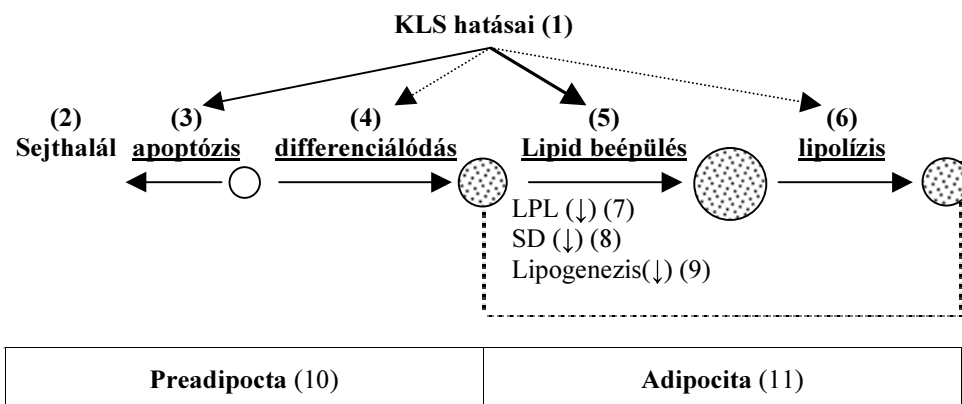 KLS hatásai (1)
(2) (3) (4) (5) (6)
Sejthalál apoptózis differenciálódás Lipid beépülés lipolízis
LPL (↓) (7)
SD (↓) (8)
Lipogenezis(↓) (9)
Preadipocta (10) Adipocita (11)